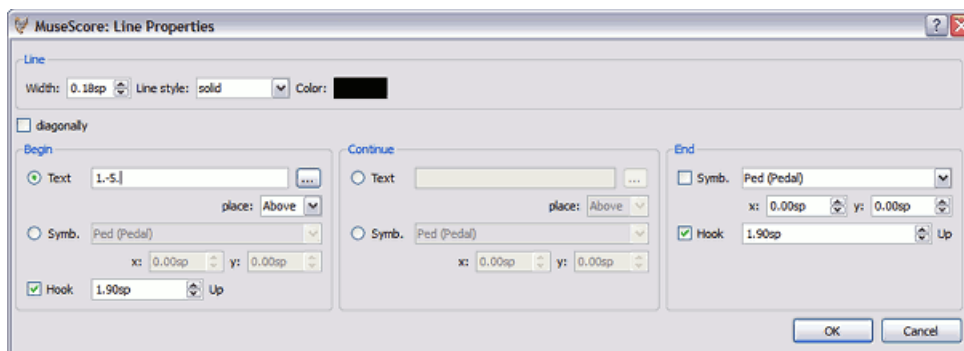 MuseScore: Line Properties
Line
Width: 0.18sp Line style: solid Color:
diagonally
Begin
Text 1.-5. ...
place: Above
Symb. Ped (Pedal)
x: 0.00sp y: 0.00sp
Hook 1.90sp Up
Continue
Text ...
place: Above
Symb. Ped (Pedal)
x: 0.00sp y: 0.00sp
End
Symb. Ped (Pedal)
x: 0.00sp y: 0.00sp
Hook 1.90sp Up
OK Cancel